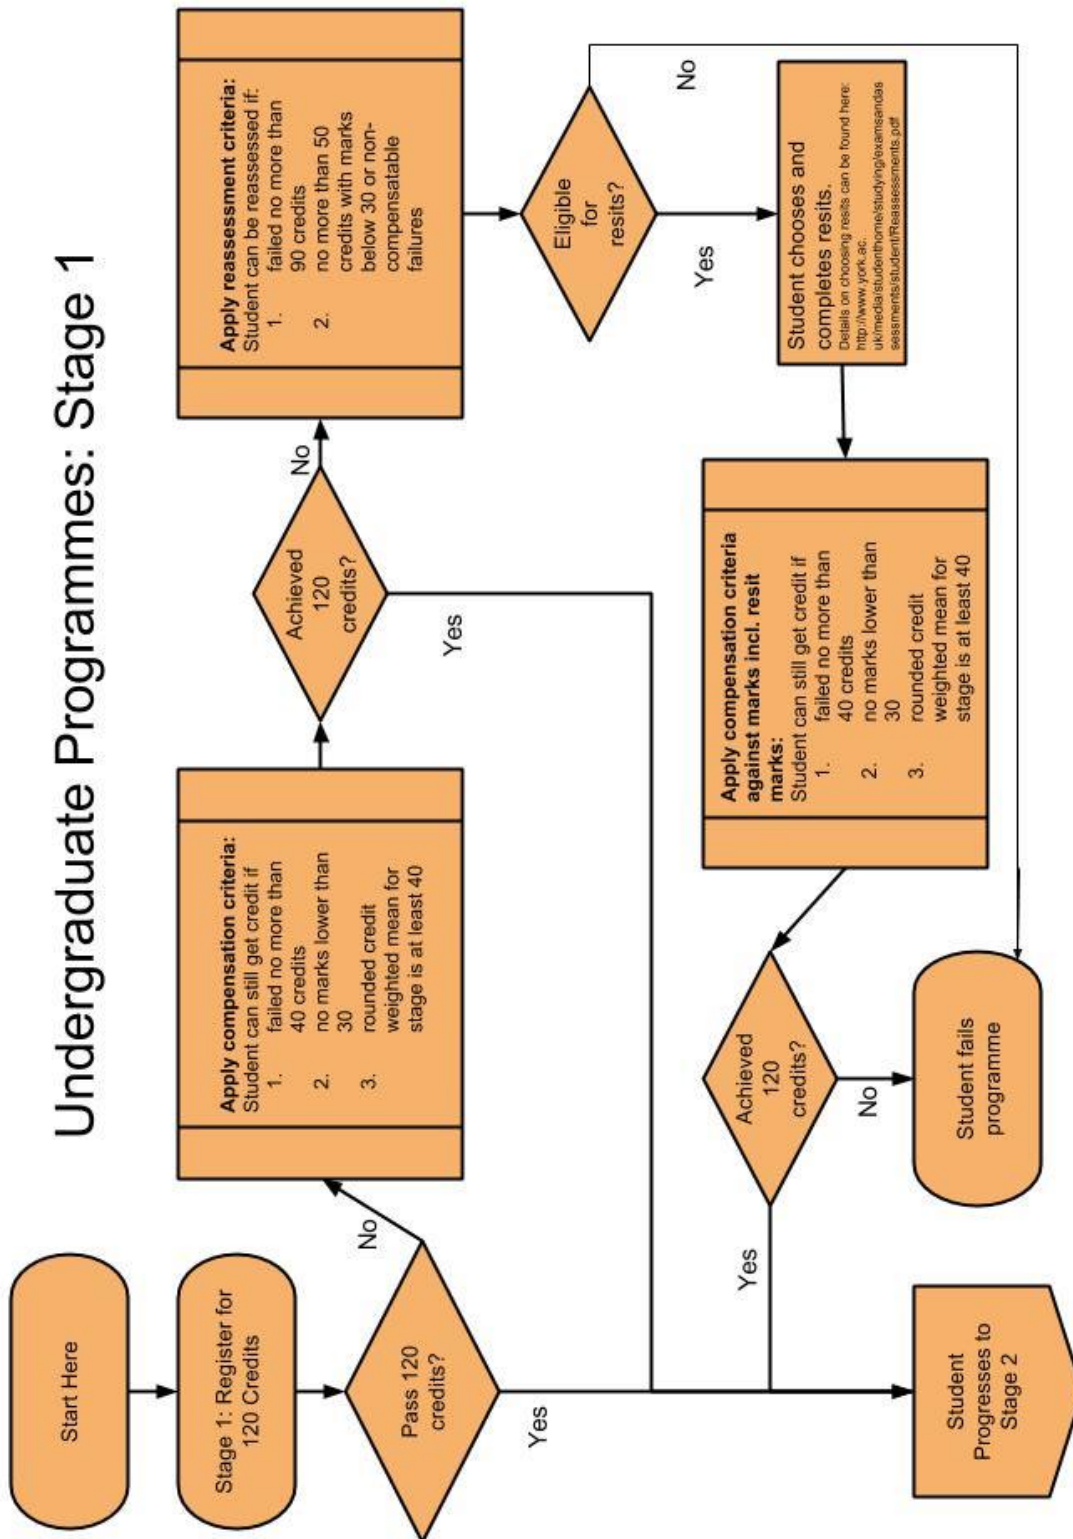 Undergraduate Programmes: Stage 1
Start Here
Stage 1: Register for
120 Credits
Pass 120
credits?
No
Yes
Apply compensation criteria:
Student can still get credit if
1. failed no more than
40 credits
2. no marks lower than
30
3. rounded credit
weighted mean for
stage is at least 40
Achieved
120
credits?
No
Yes
Apply reassessment criteria:
Student can be reassessed if:
1. failed no more than
90 credits
2. no more than 50
credits with marks
below 30 or non-
compensatable
failures
Eligible
for
resits?
No
Yes
Student chooses and
completes resits.
Details on choosing resits can be found here:
http://www.york.ac.
uk/media/studenthome/studying/examsandas
sessments/student/Reassessments.pdf
Apply compensation criteria
against marks incl. resit
marks:
Student can still get credit if
1. failed no more than
40 credits
2. no marks lower than
30
3. rounded credit
weighted mean for
stage is at least 40
Achieved
120
credits?
Yes
No
Student fails
programme
Student
Progresses to
Stage 2